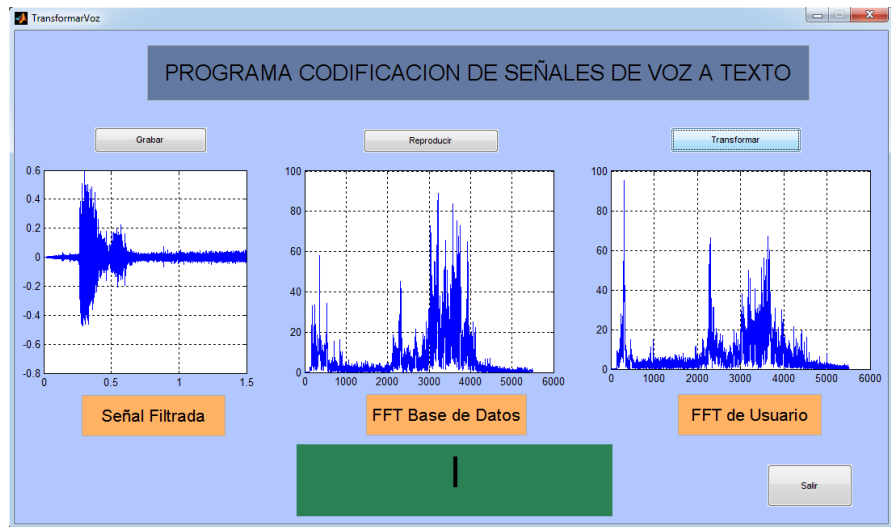 TransformarVoz
PROGRAMA CODIFICACION DE SEÑALES DE VOZ A TEXTO
Grabar
Reproducir
Transformar
0.6
0.4
0.2
0
-0.2
-0.4
-0.6
-0.8
0 0.5 1 1.5
100
80
60
40
20
0
0 1000 2000 3000 4000 5000 6000
100
80
60
40
20
0
0 1000 2000 3000 4000 5000 6000
Señal Filtrada
FFT Base de Datos
FFT de Usuario
I
Salir